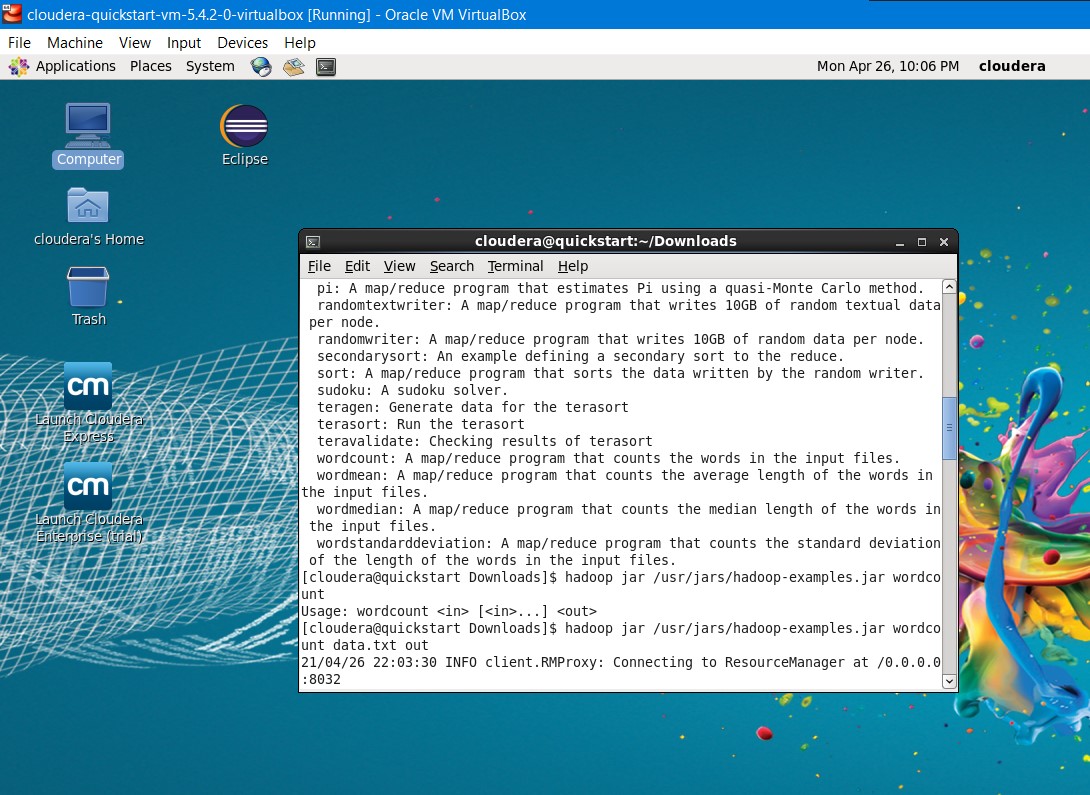 cloudera-quickstart-vm-5.4.2-0-virtualbox [Running] - Oracle VM VirtualBox
File Machine View Input Devices Help
Applications Places System Mon Apr 26, 10:06 PM cloudera
Computer
Eclipse
cloudera's Home
Trash
cm
Launch Cloudera
Express
cm
Launch Cloudera
Enterprise (trial)
cloudera@quickstart:~/Downloads
File Edit View Search Terminal Help
pi: A map/reduce program that estimates Pi using a quasi-Monte Carlo method.
randomtextwriter: A map/reduce program that writes 10GB of random textual data
per node.
randomwriter: A map/reduce program that writes 10GB of random data per node.
secondarysort: An example defining a secondary sort to the reduce.
sort: A map/reduce program that sorts the data written by the random writer.
sudoku: A sudoku solver.
teragen: Generate data for the terasort
terasort: Run the terasort
teravalidate: Checking results of terasort
wordcount: A map/reduce program that counts the words in the input files.
wordmean: A map/reduce program that counts the average length of the words in
the input files.
wordmedian: A map/reduce program that counts the median length of the words in
the input files.
wordstandarddeviation: A map/reduce program that counts the standard deviation
of the length of the words in the input files.
[cloudera@quickstart Downloads]$ hadoop jar /usr/jars/hadoop-examples.jar wordco
unt
Usage: wordcount <in> [<in>...] <out>
[cloudera@quickstart Downloads]$ hadoop jar /usr/jars/hadoop-examples.jar wordco
unt data.txt out
21/04/26 22:03:30 INFO client.RMProxy: Connecting to ResourceManager at /0.0.0.0
:8032